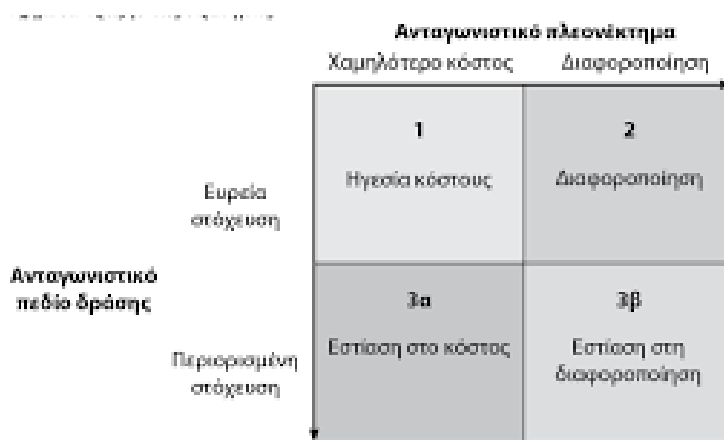 Ανταγωνιστικό πλεονέκτημα
Χαμηλότερο κόστος Διαφοροποίηση
1 2
Ηγεσία κόστους Διαφοροποίηση
Ευρεία
στόχευση
Ανταγωνιστικό
πεδίο δράσης
3α 3β
Εστίαση στο κόστος Εστίαση στη
διαφοροποίηση
Περιορισμένη
στόχευση